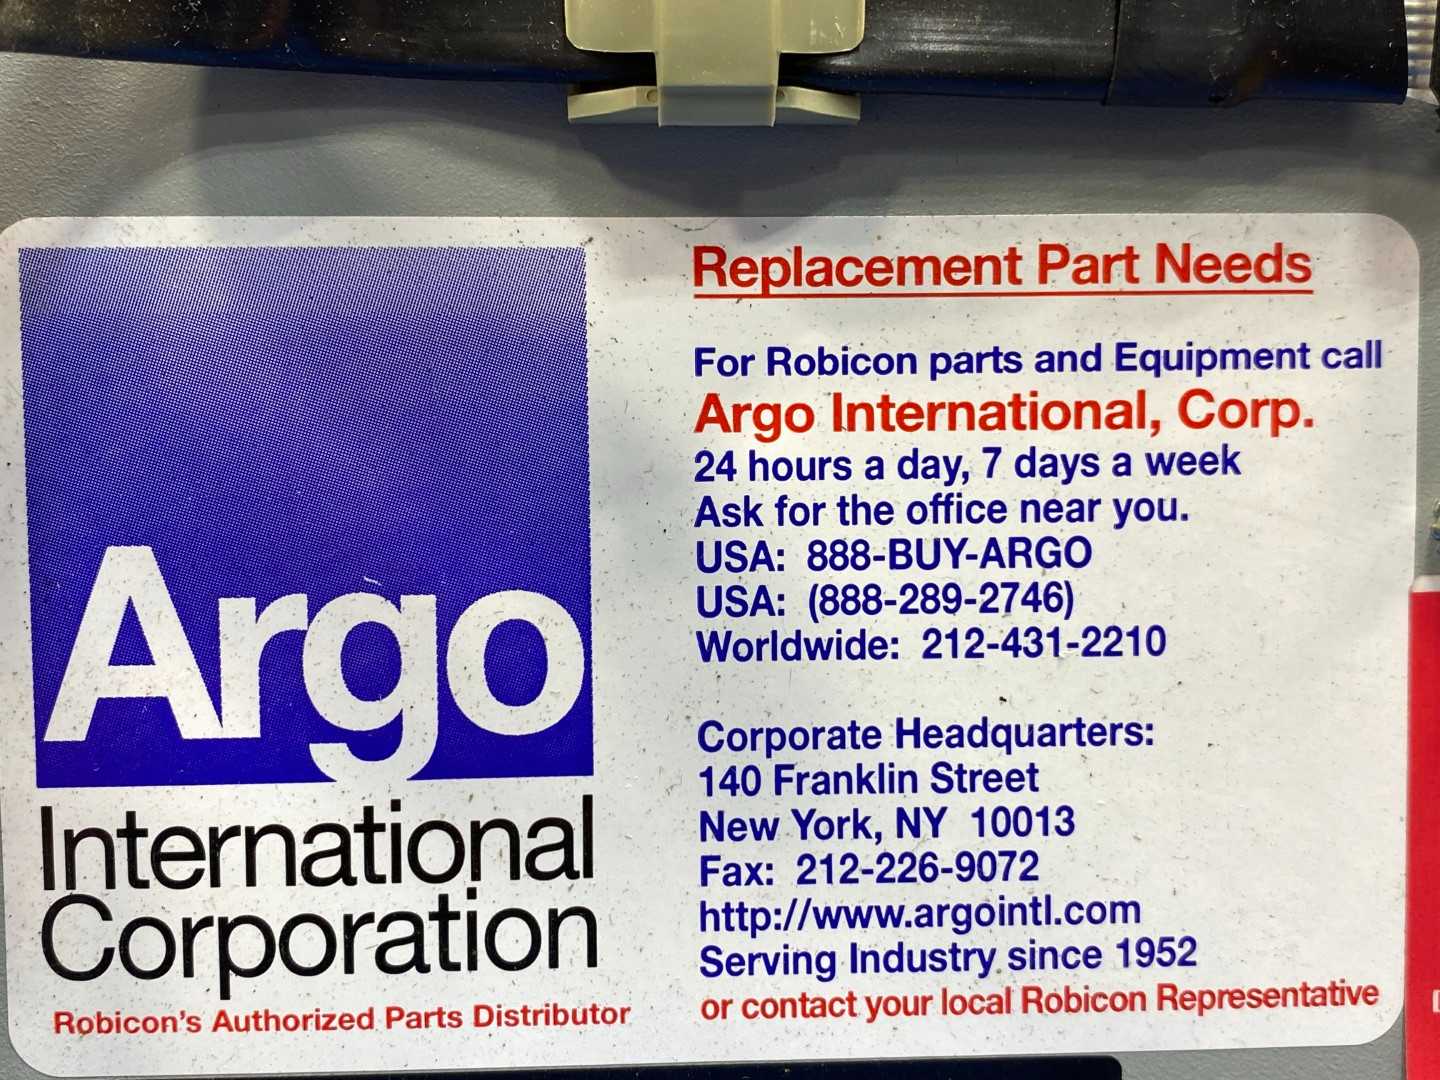 Argo
International
Corporation
Robicon's Authorized Parts Distributor
Replacement Part Needs
For Robicon parts and Equipment call
Argo International, Corp.
24 hours a day, 7 days a week
Ask for the office near you.
USA: 888-BUY-ARGO
USA: (888-289-2746)
Worldwide: 212-431-2210
Corporate Headquarters:
140 Franklin Street
New York, NY 10013
Fax: 212-226-9072
http://www.argointl.com
Serving Industry since 1952
or contact your local Robicon Representative